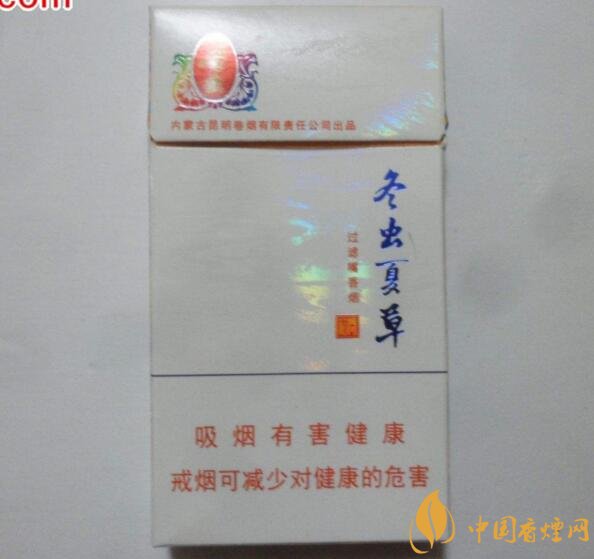 com
内蒙古昆明卷烟有限责任公司出品
冬虫夏草
过滤嘴香烟
吸烟有害健康
戒烟可减少对健康的危害
中国香烟网